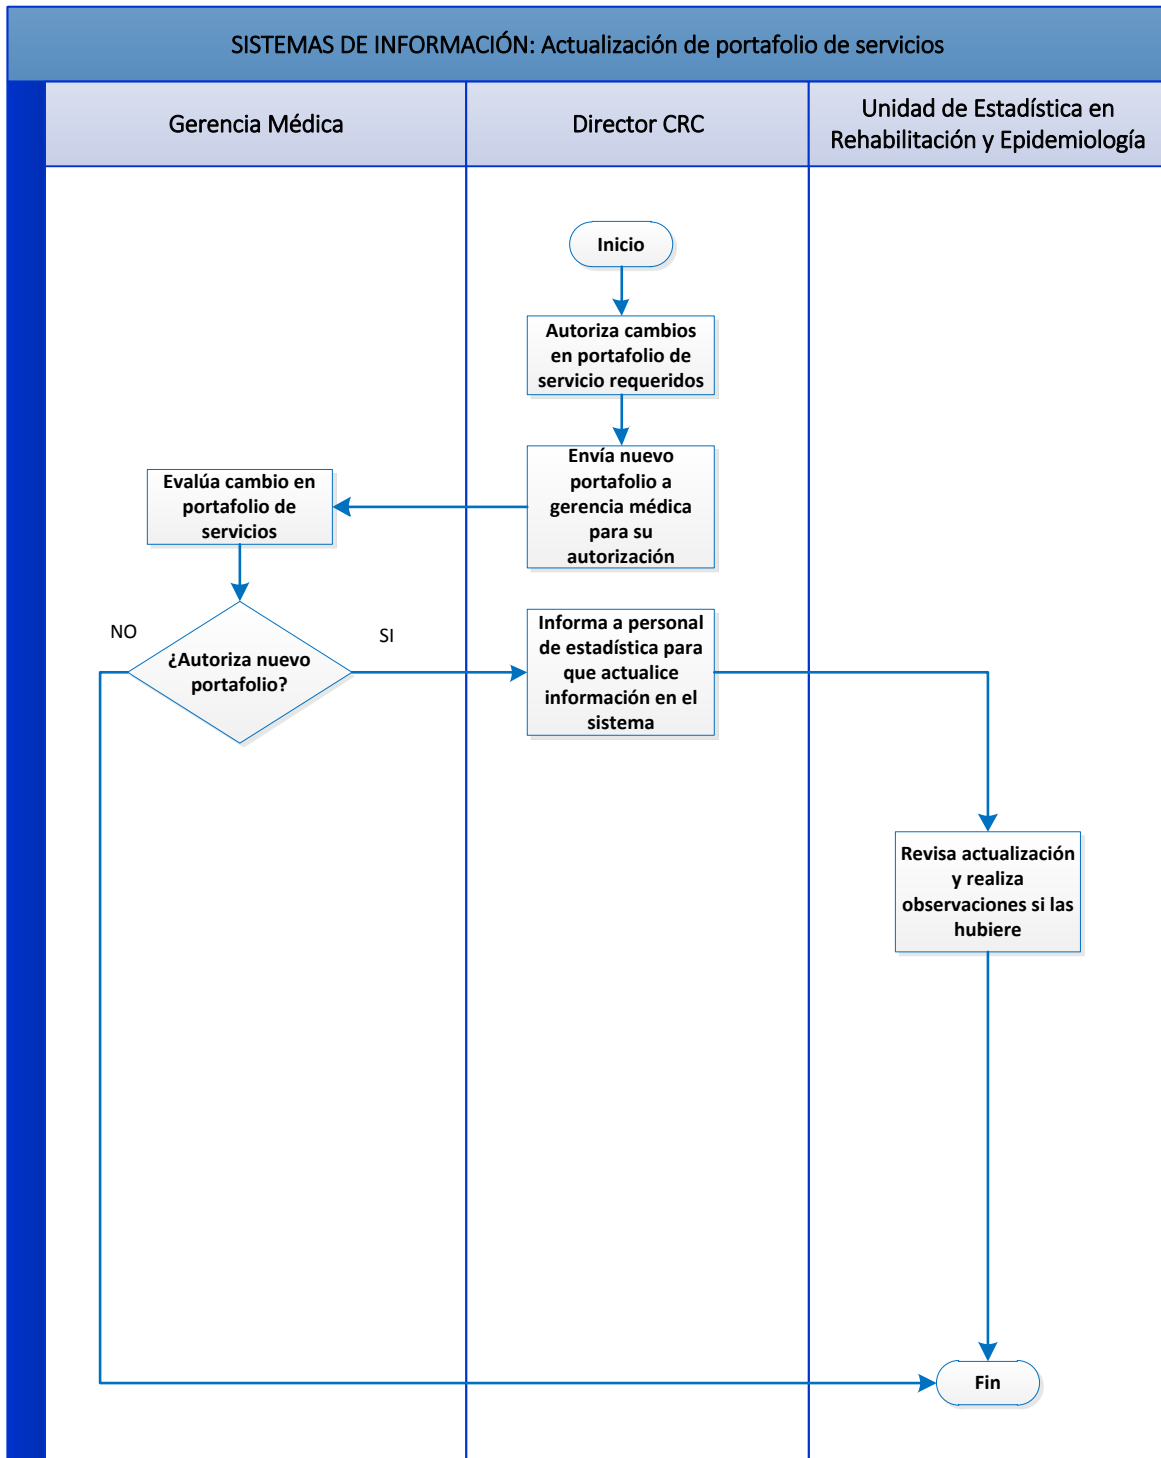 SISTEMAS DE INFORMACIÓN: Actualización de portafolio de servicios
Gerencia Médica
Director CRC
Unidad de Estadística en
Rehabilitación y Epidemiología
Inicio
Autoriza cambios
en portafolio de
servicio requeridos
Envía nuevo
portafolio a
gerencia médica
para su
autorización
Evalúa cambio en
portafolio de
servicios
¿Autoriza nuevo
portafolio?
NO
SI
Informa a personal
de estadística para
que actualice
información en el
sistema
Revisa actualización
y realiza
observaciones si las
hubiere
Fin